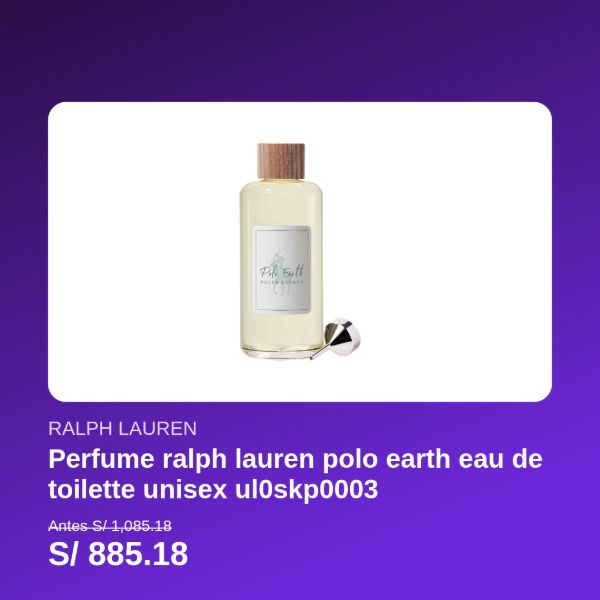 Polo Earth
RALPH LAUREN
RALPH LAUREN
Perfume ralph lauren polo earth eau de
toilette unisex ul0skp0003
Antes S/ 1,085.18
S/ 885.18